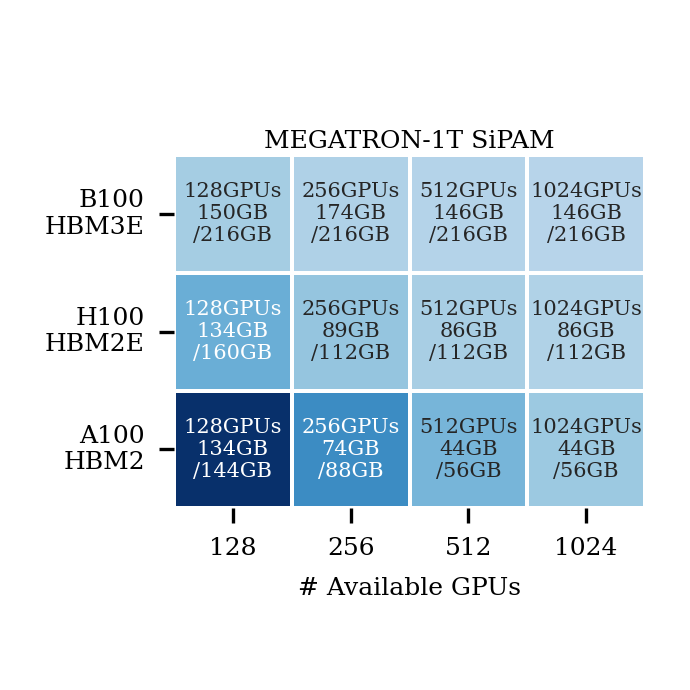 MEGATRON-1T SiPAM
B100
HBM3E
128GPUs
150GB
/216GB
256GPUs
174GB
/216GB
512GPUs
146GB
/216GB
1024GPUs
146GB
/216GB
H100
HBM2E
128GPUs
134GB
/160GB
256GPUs
89GB
/112GB
512GPUs
86GB
/112GB
1024GPUs
86GB
/112GB
A100
HBM2
128GPUs
134GB
/144GB
256GPUs
74GB
/88GB
512GPUs
44GB
/56GB
1024GPUs
44GB
/56GB
128
256
512
1024
# Available GPUs